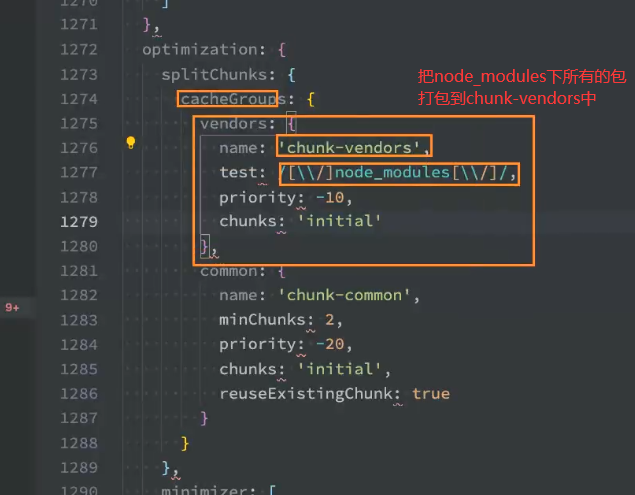 1270 ]
1271 },
1272 optimization: {
1273 splitChunks: {
把node_modules下所有的包
1274 cacheGroups: {
打包到chunk-vendors中
1275 vendors: {
1276 name: 'chunk-vendors',
1277 test: /[\\/]node_modules[\\/]/,
1278 priority: -10,
1279 chunks: 'initial'
1280 },
1281 common: {
1282 name: 'chunk-common',
9+
1283 minChunks: 2,
1284 priority: -20,
1285 chunks: 'initial',
1286 reuseExistingChunk: true
1287 }
1288 }
1289 },
1290 minimizer: [